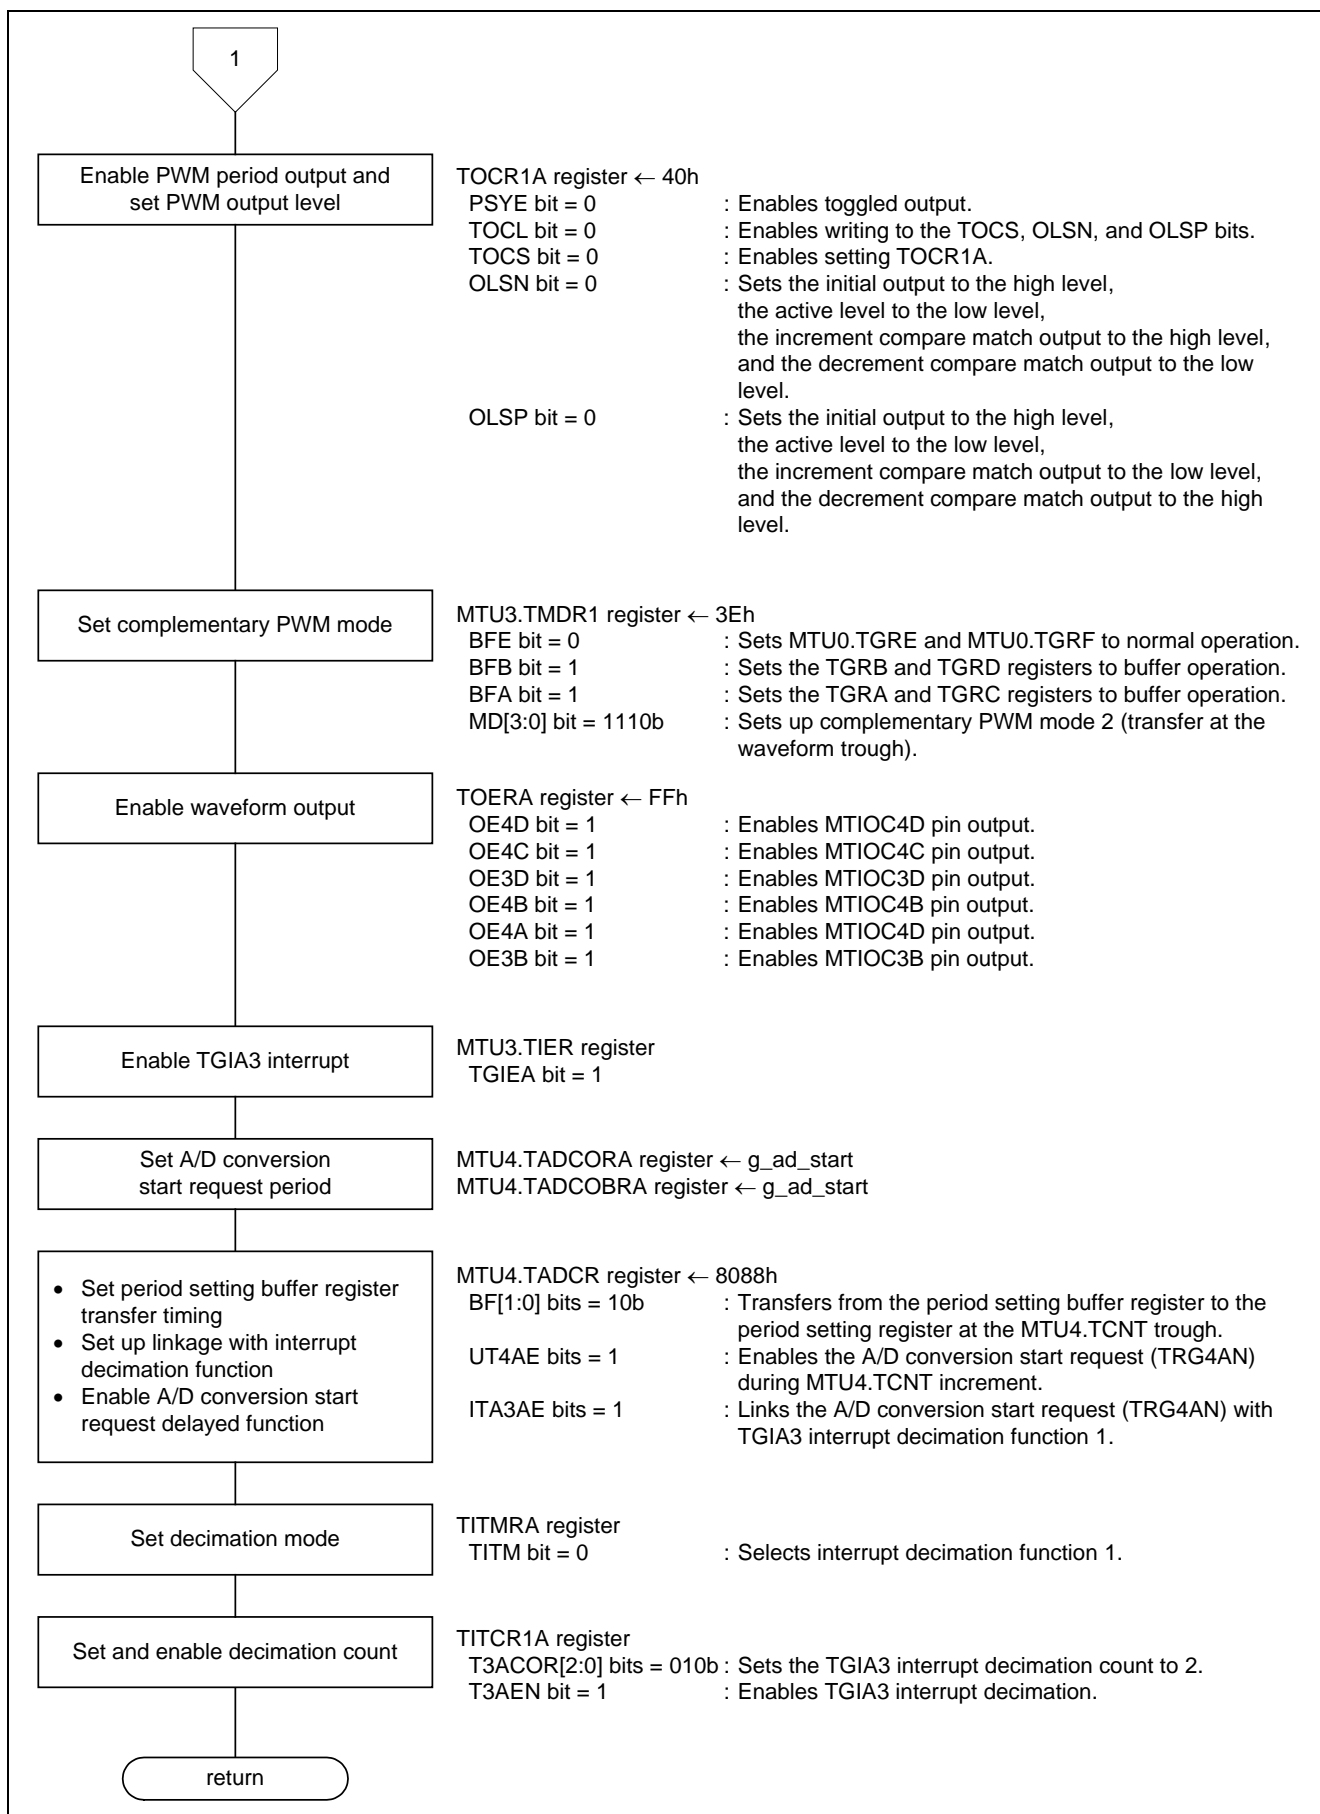 1
Enable PWM period output and
set PWM output level
TOCR1A register ← 40h
PSYE bit = 0 : Enables toggled output.
TOCL bit = 0 : Enables writing to the TOCS, OLSN, and OLSP bits.
TOCS bit = 0 : Enables setting TOCR1A.
OLSN bit = 0 : Sets the initial output to the high level,
the active level to the low level,
the increment compare match output to the high level,
and the decrement compare match output to the low
level.
OLSP bit = 0 : Sets the initial output to the high level,
the active level to the low level,
the increment compare match output to the low level,
and the decrement compare match output to the high
level.
Set complementary PWM mode
MTU3.TMDR1 register ← 3Eh
BFE bit = 0 : Sets MTU0.TGRE and MTU0.TGRF to normal operation.
BFB bit = 1 : Sets the TGRB and TGRD registers to buffer operation.
BFA bit = 1 : Sets the TGRA and TGRC registers to buffer operation.
MD[3:0] bit = 1110b : Sets up complementary PWM mode 2 (transfer at the
waveform trough).
Enable waveform output
TOERA register ← FFh
OE4D bit = 1 : Enables MTIOC4D pin output.
OE4C bit = 1 : Enables MTIOC4C pin output.
OE3D bit = 1 : Enables MTIOC3D pin output.
OE4B bit = 1 : Enables MTIOC4B pin output.
OE4A bit = 1 : Enables MTIOC4D pin output.
OE3B bit = 1 : Enables MTIOC3B pin output.
Enable TGIA3 interrupt
MTU3.TIER register
TGIEA bit = 1
Set A/D conversion
start request period
MTU4.TADCORA register ← g_ad_start
MTU4.TADCOBRA register ← g_ad_start
• Set period setting buffer register
transfer timing
• Set up linkage with interrupt
decimation function
• Enable A/D conversion start
request delayed function
MTU4.TADCR register ← 8088h
BF[1:0] bits = 10b : Transfers from the period setting buffer register to the
period setting register at the MTU4.TCNT trough.
UT4AE bits = 1 : Enables the A/D conversion start request (TRG4AN)
during MTU4.TCNT increment.
ITA3AE bits = 1 : Links the A/D conversion start request (TRG4AN) with
TGIA3 interrupt decimation function 1.
Set decimation mode
TITMRA register
TITM bit = 0 : Selects interrupt decimation function 1.
Set and enable decimation count
TITCR1A register
T3ACOR[2:0] bits = 010b : Sets the TGIA3 interrupt decimation count to 2.
T3AEN bit = 1 : Enables TGIA3 interrupt decimation.
return